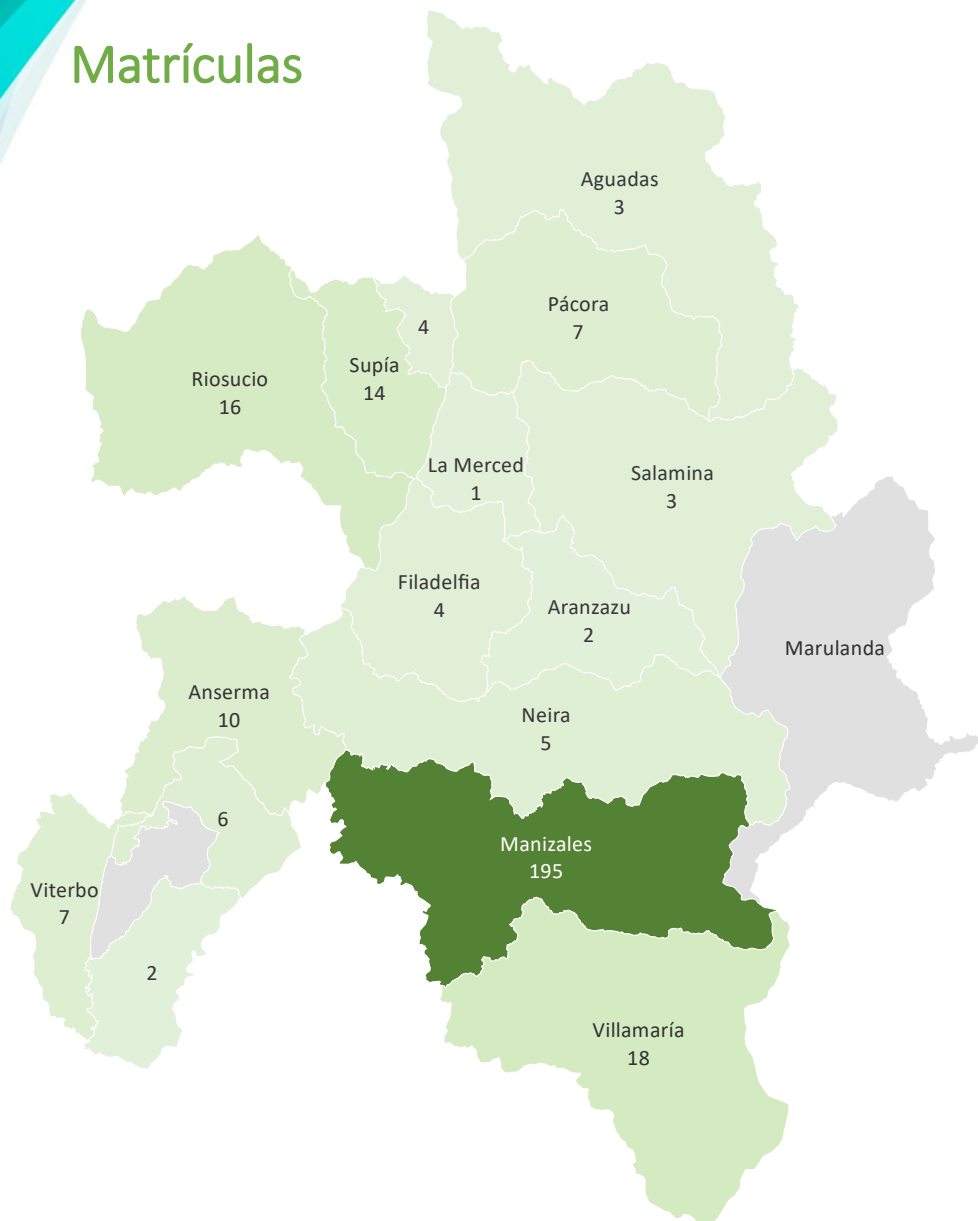 Matrículas
Aguadas
3
Pácora
7
4
Supía
14
Riosucio
16
La Merced
1
Salamina
3
Filadelfia
4
Aranzazu
2
Marulanda
Anserma
10
Neira
5
6
Manizales
195
Viterbo
7
2
Villamaría
18